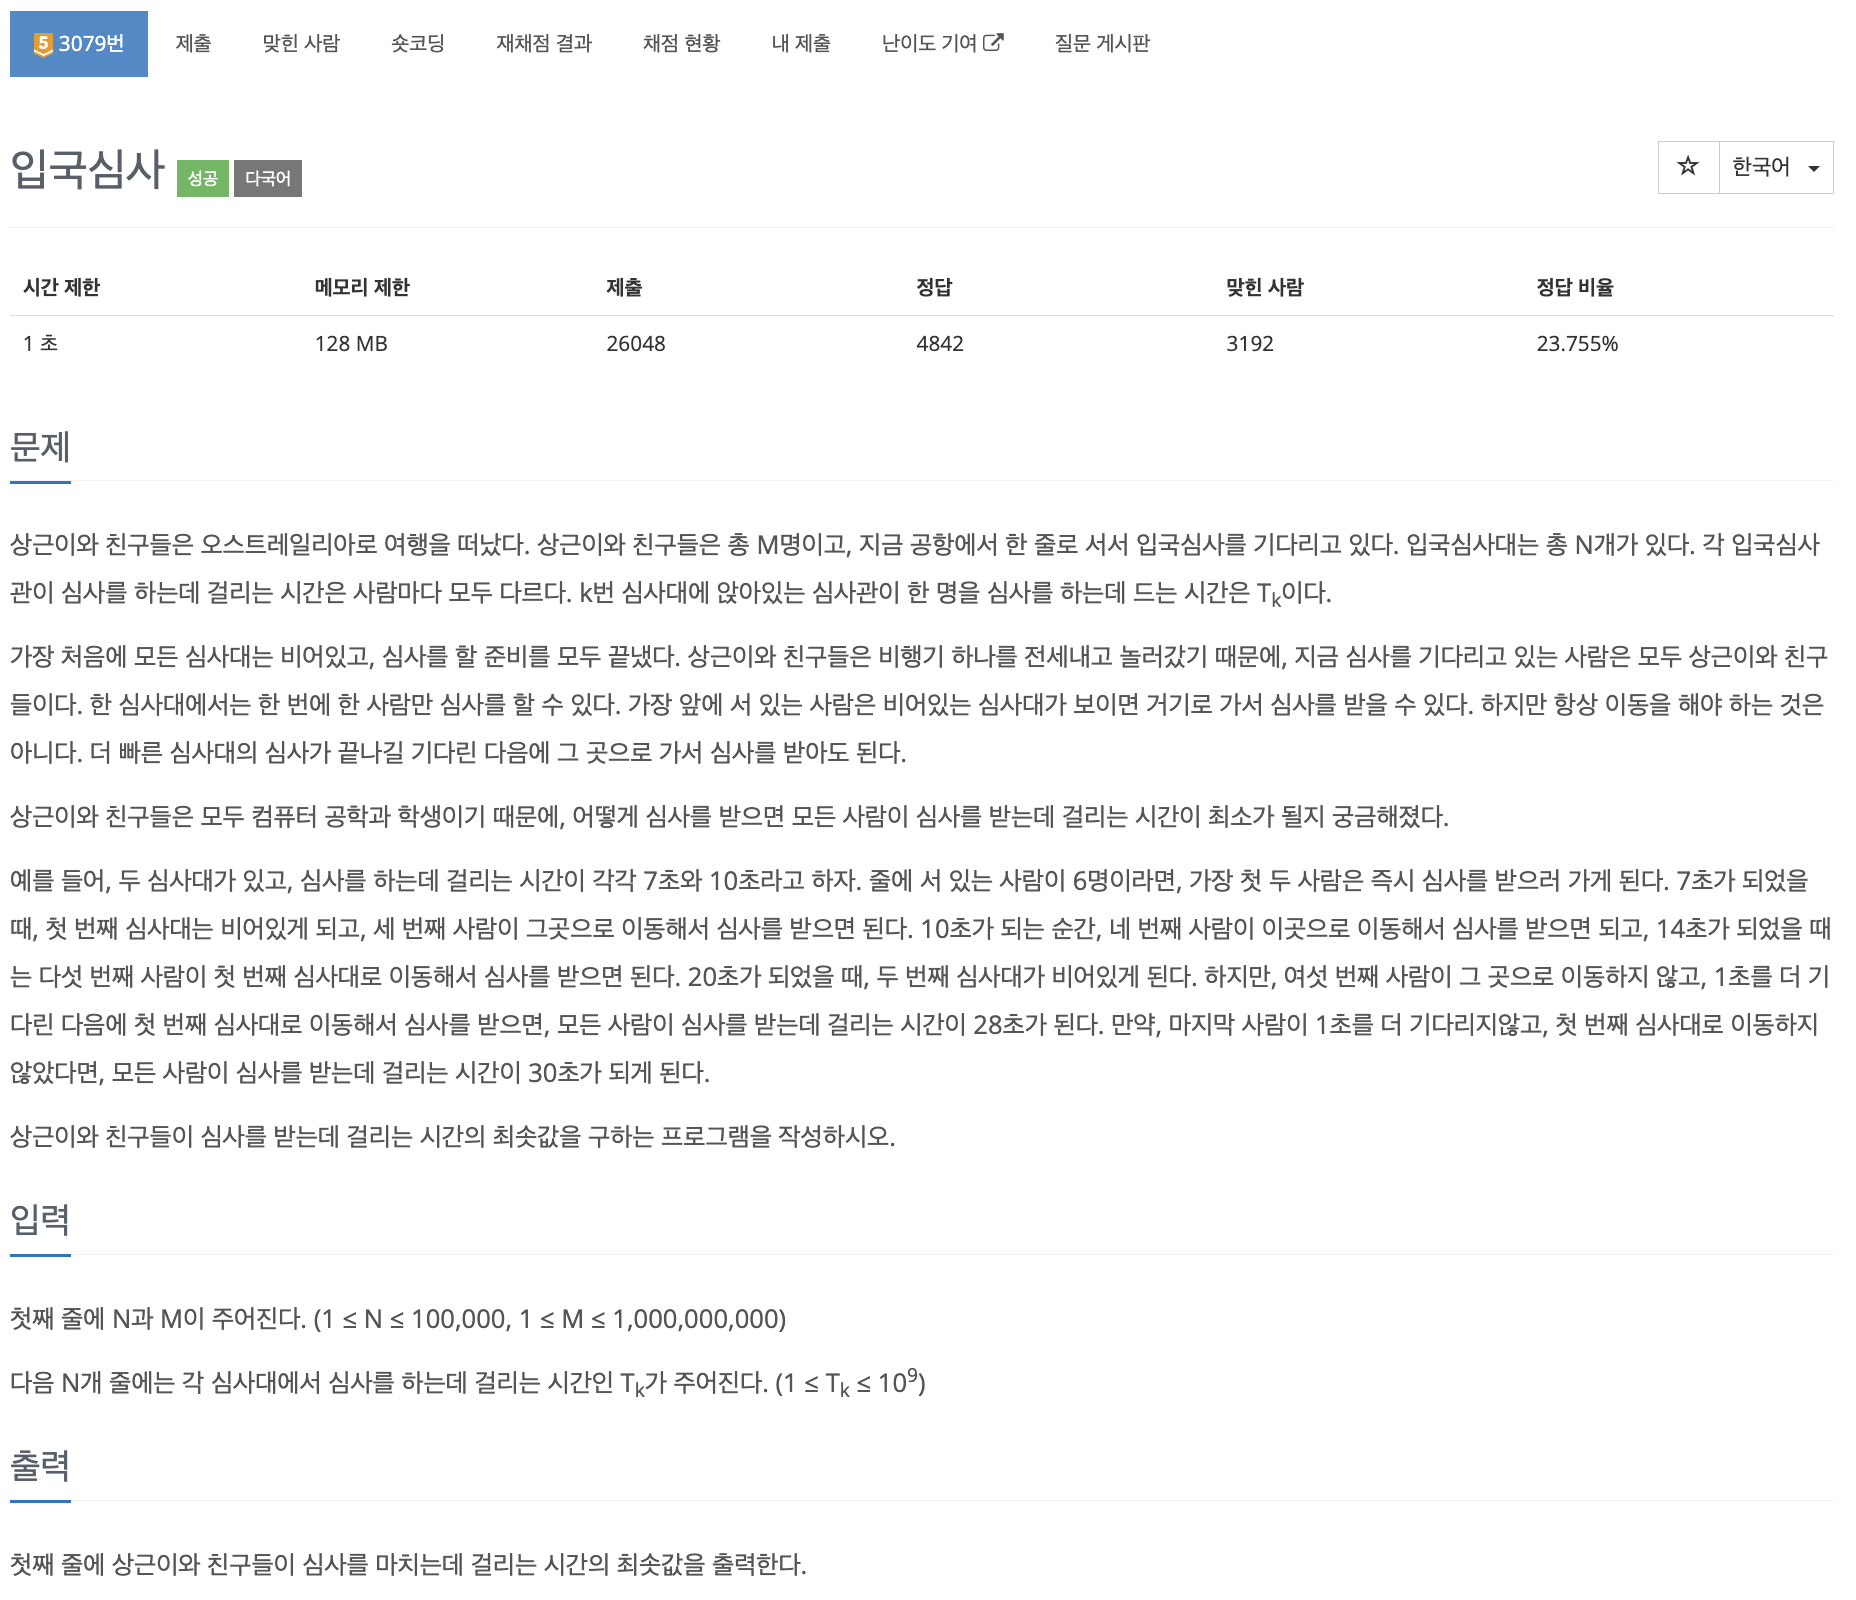 5 3079번 제출 맞힌 사람 숏코딩 재채점 결과 채점 현황 내 제출 난이도 기여 질문 게시판
입국심사 성공 다국어 한국어
시간 제한 메모리 제한 제출 정답 맞힌 사람 정답 비율
1 초 128 MB 26048 4842 3192 23.755%
문제
상근이와 친구들은 오스트레일리아로 여행을 떠났다. 상근이와 친구들은 총 M명이고, 지금 공항에서 한 줄로 서서 입국심사를 기다리고 있다. 입국심사대는 총 N개가 있다. 각 입국심사
관이 심사를 하는데 걸리는 시간은 사람마다 모두 다르다. k번 심사대에 앉아있는 심사관이 한 명을 심사를 하는데 드는 시간은 Tk이다.
가장 처음에 모든 심사대는 비어있고, 심사를 할 준비를 모두 끝냈다. 상근이와 친구들은 비행기 하나를 전세내고 놀러갔기 때문에, 지금 심사를 기다리고 있는 사람은 모두 상근이와 친구
들이다. 한 심사대에서는 한 번에 한 사람만 심사를 할 수 있다. 가장 앞에 서 있는 사람은 비어있는 심사대가 보이면 거기로 가서 심사를 받을 수 있다. 하지만 항상 이동을 해야 하는 것은
아니다. 더 빠른 심사대의 심사가 끝나길 기다린 다음에 그 곳으로 가서 심사를 받아도 된다.
상근이와 친구들은 모두 컴퓨터 공학과 학생이기 때문에, 어떻게 심사를 받으면 모든 사람이 심사를 받는데 걸리는 시간이 최소가 될지 궁금해졌다.
예를 들어, 두 심사대가 있고, 심사를 하는데 걸리는 시간이 각각 7초와 10초라고 하자. 줄에 서 있는 사람이 6명이라면, 가장 첫 두 사람은 즉시 심사를 받으러 가게 된다. 7초가 되었을
때, 첫 번째 심사대는 비어있게 되고, 세 번째 사람이 그곳으로 이동해서 심사를 받으면 된다. 10초가 되는 순간, 네 번째 사람이 이곳으로 이동해서 심사를 받으면 되고, 14초가 되었을 때
는 다섯 번째 사람이 첫 번째 심사대로 이동해서 심사를 받으면 된다. 20초가 되었을 때, 두 번째 심사대가 비어있게 된다. 하지만, 여섯 번째 사람이 그 곳으로 이동하지 않고, 1초를 더 기
다린 다음에 첫 번째 심사대로 이동해서 심사를 받으면, 모든 사람이 심사를 받는데 걸리는 시간이 28초가 된다. 만약, 마지막 사람이 1초를 더 기다리지않고, 첫 번째 심사대로 이동하지
않았다면, 모든 사람이 심사를 받는데 걸리는 시간이 30초가 되게 된다.
상근이와 친구들이 심사를 받는데 걸리는 시간의 최솟값을 구하는 프로그램을 작성하시오.
입력
첫째 줄에 N과 M이 주어진다. (1 ≤ N ≤ 100,000, 1 ≤ M ≤ 1,000,000,000)
다음 N개 줄에는 각 심사대에서 심사를 하는데 걸리는 시간인 Tk가 주어진다. (1 ≤ Tk ≤ 10⁹)
출력
첫째 줄에 상근이와 친구들이 심사를 마치는데 걸리는 시간의 최솟값을 출력한다.